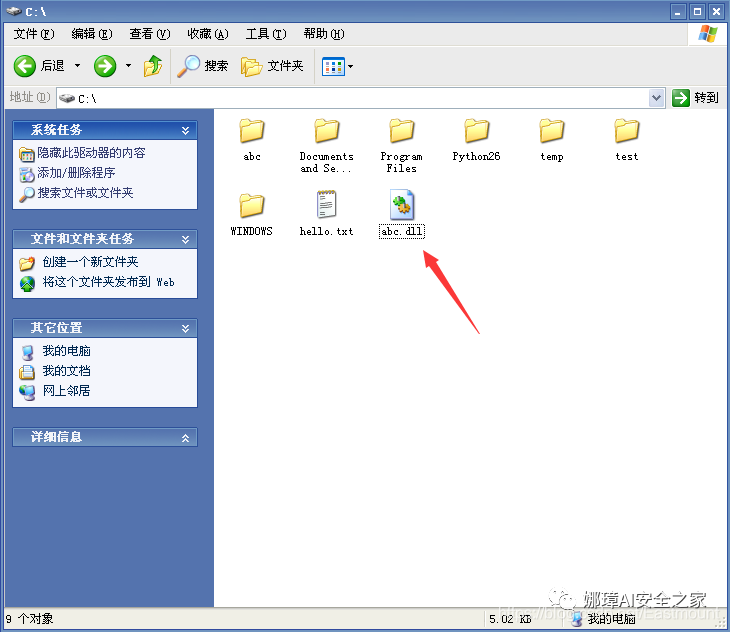 C:\
文件(F) 编辑(E) 查看(V) 收藏(A) 工具(T) 帮助(H)
后退 搜索 文件夹
地址(D) C:\ 转到
系统任务
隐藏此驱动器的内容
添加/删除程序
搜索文件或文件夹
文件和文件夹任务
创建一个新文件夹
将这个文件夹发布到 Web
其它位置
我的电脑
我的文档
网上邻居
详细信息
abc
Documents
and Se...
Program
Files
Python26
temp
test
WINDOWS
hello.txt
abc.dll
娜璋AI安全之家
9 个对象
5.02 KB
我的电脑